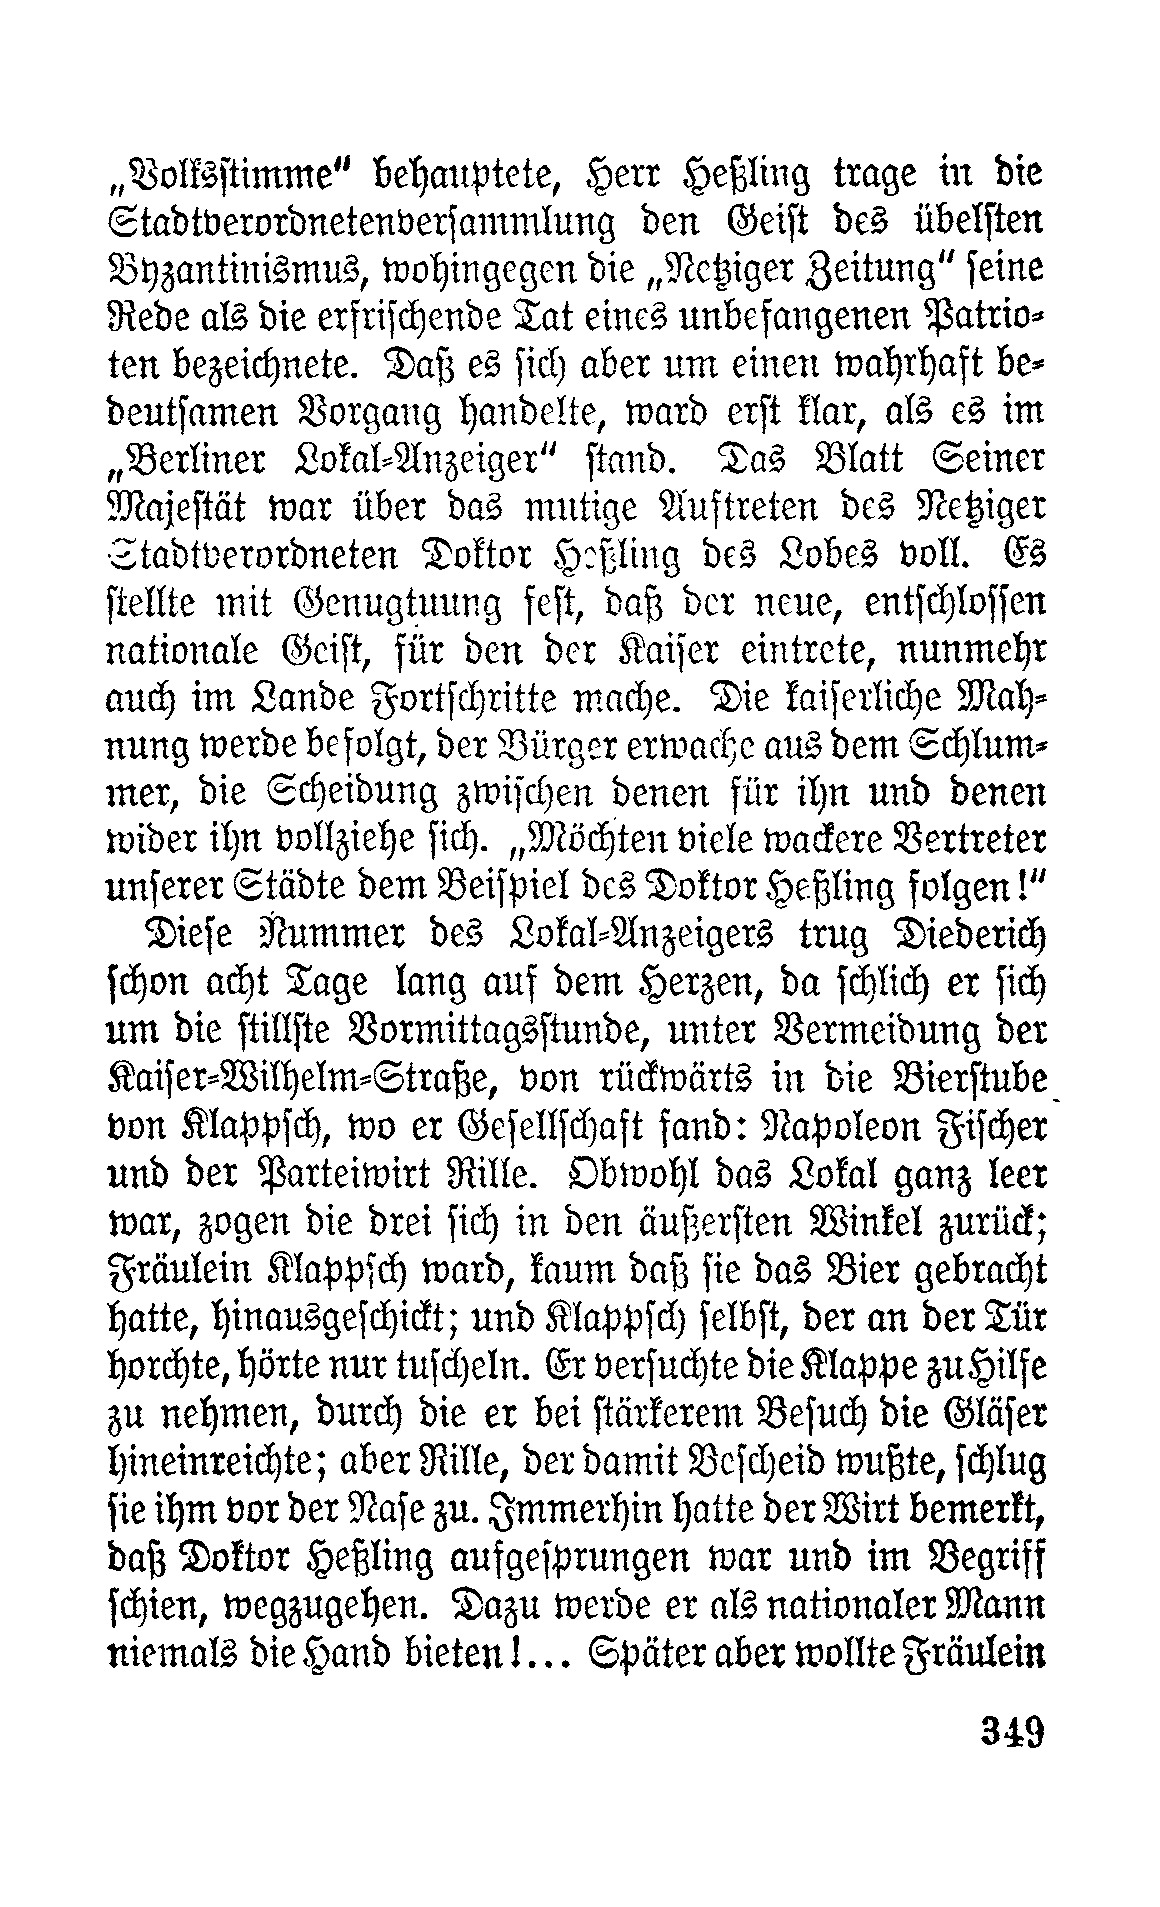 „Volksstimme“ behauptete, Herr Heßling trage in die
Stadtverordnetenversammlung den Geist des übelsten
Byzantinismus, wohingegen die „Netziger Zeitung“ seine
Rede als die erfrischende Tat eines unbefangenen Patrio-
ten bezeichnete. Daß es sich aber um einen wahrhaft be-
deutsamen Vorgang handelte, ward erst klar, als es im
„Berliner Lokal-Anzeiger“ stand. Das Blatt Seiner
Majestät war über das mutige Auftreten des Netziger
Stadtverordneten Doktor Heßling des Lobes voll. Es
stellte mit Genugtuung fest, daß der neue, entschlossen
nationale Geist, für den der Kaiser eintrete, nunmehr
auch im Lande Fortschritte mache. Die kaiserliche Mah-
nung werde befolgt, der Bürger erwache aus dem Schlum-
mer, die Scheidung zwischen denen für ihn und denen
wider ihn vollziehe sich. „Möchten viele wackere Vertreter
unserer Städte dem Beispiel des Doktor Heßling folgen!“
Diese Nummer des Lokal-Anzeigers trug Diederich
schon acht Tage lang auf dem Herzen, da schlich er sich
um die stillste Vormittagsstunde, unter Vermeidung der
Kaiser-Wilhelm-Straße, von rückwärts in die Bierstube
von Klappsch, wo er Gesellschaft fand: Napoleon Fischer
und der Parteiwirt Rille. Obwohl das Lokal ganz leer
war, zogen die drei sich in den äußersten Winkel zurück;
Fräulein Klappsch ward, kaum daß sie das Bier gebracht
hatte, hinausgeschickt; und Klappsch selbst, der an der Tür
horchte, hörte nur tuscheln. Er versuchte die Klappe zu Hilfe
zu nehmen, durch die er bei stärkerem Besuch die Gläser
hineinreichte; aber Rille, der damit Bescheid wußte, schlug
sie ihm vor der Nase zu. Immerhin hatte der Wirt bemerkt,
daß Doktor Heßling aufgesprungen war und im Begriff
schien, wegzugehen. Dazu werde er als nationaler Mann
niemals die Hand bieten!... Später aber wollte Fräulein
349